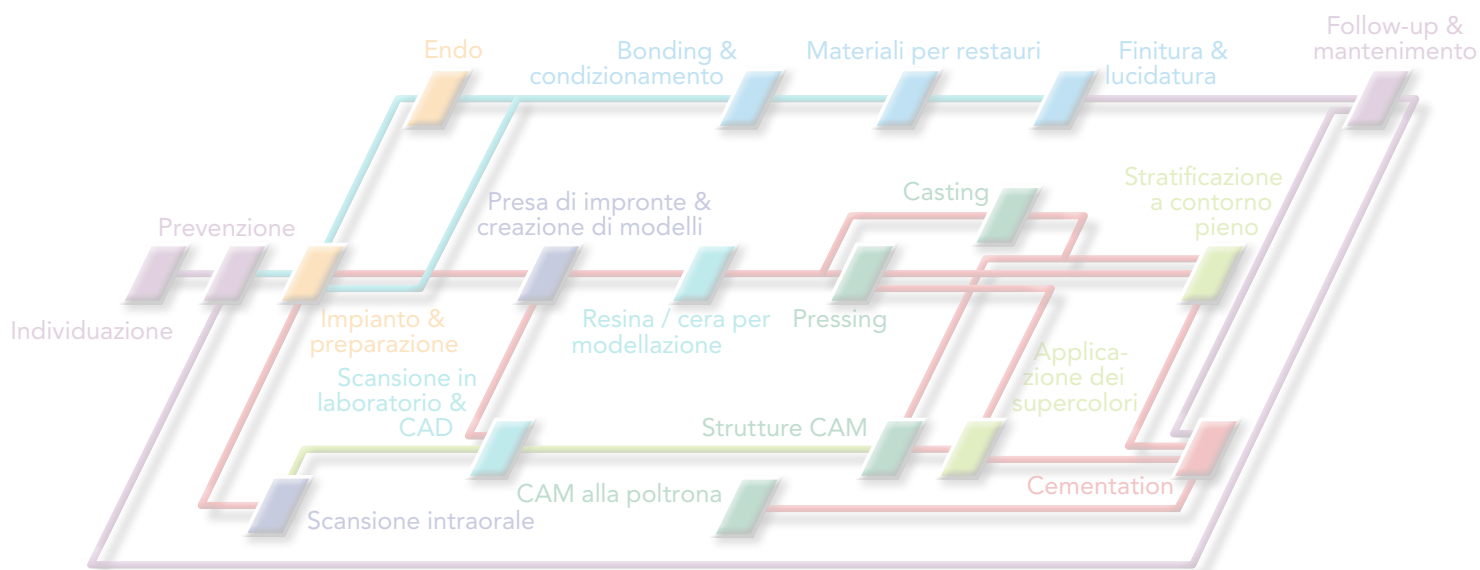 Follow-up &
mantenimento
Endo
Bonding &
condizionamento
Materiali per restauri
Finitura &
lucidatura
Stratificazione
a contorno
pieno
Casting
Presa di impronte &
creazione di modelli
Prevenzione
Individuazione
Impianto &
preparazione
Resina / cera per
modellazione
Pressing
Applica-
zione dei
supercolori
Scansione in
laboratorio &
CAD
Strutture CAM
CAM alla poltrona
Cementation
Scansione intraorale